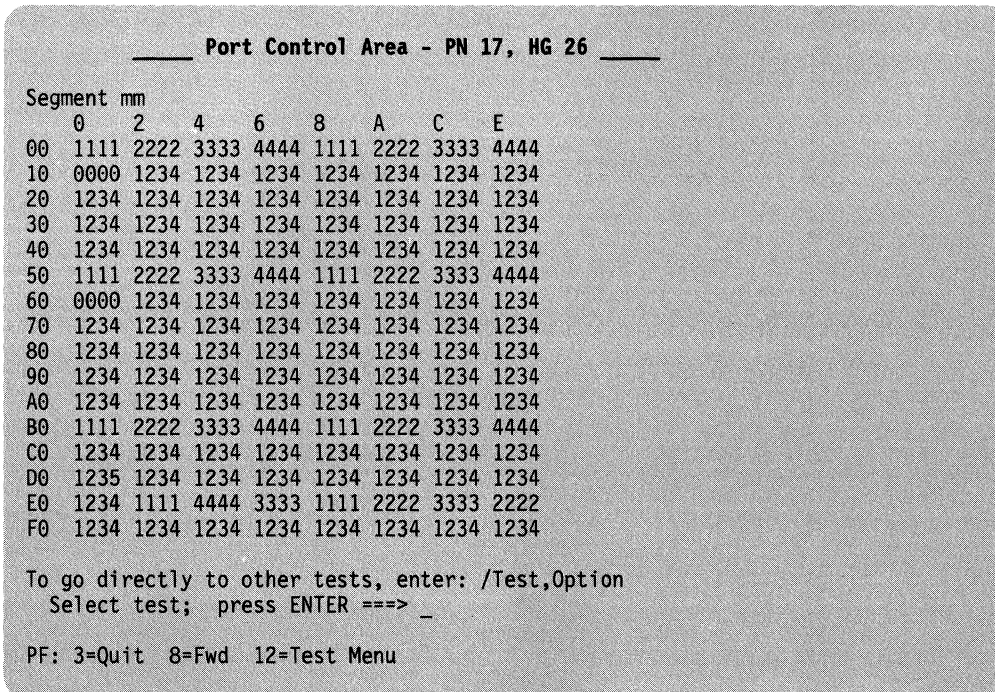 _____ Port Control Area - PN 17, HG 26 _____
Segment mm
0 2 4 6 8 A C E
00 1111 2222 3333 4444 1111 2222 3333 4444
10 0000 1234 1234 1234 1234 1234 1234 1234
20 1234 1234 1234 1234 1234 1234 1234 1234
30 1234 1234 1234 1234 1234 1234 1234 1234
40 1234 1234 1234 1234 1234 1234 1234 1234
50 1111 2222 3333 4444 1111 2222 3333 4444
60 0000 1234 1234 1234 1234 1234 1234 1234
70 1234 1234 1234 1234 1234 1234 1234 1234
80 1234 1234 1234 1234 1234 1234 1234 1234
90 1234 1234 1234 1234 1234 1234 1234 1234
A0 1234 1234 1234 1234 1234 1234 1234 1234
B0 1111 2222 3333 4444 1111 2222 3333 4444
C0 1234 1234 1234 1234 1234 1234 1234 1234
D0 1235 1234 1234 1234 1234 1234 1234 1234
E0 1234 1111 4444 3333 1111 2222 3333 2222
F0 1234 1234 1234 1234 1234 1234 1234 1234
To go directly to other tests, enter: /Test,Option
Select test; press ENTER ===> _
PF: 3=Quit 8=Fwd 12=Test Menu